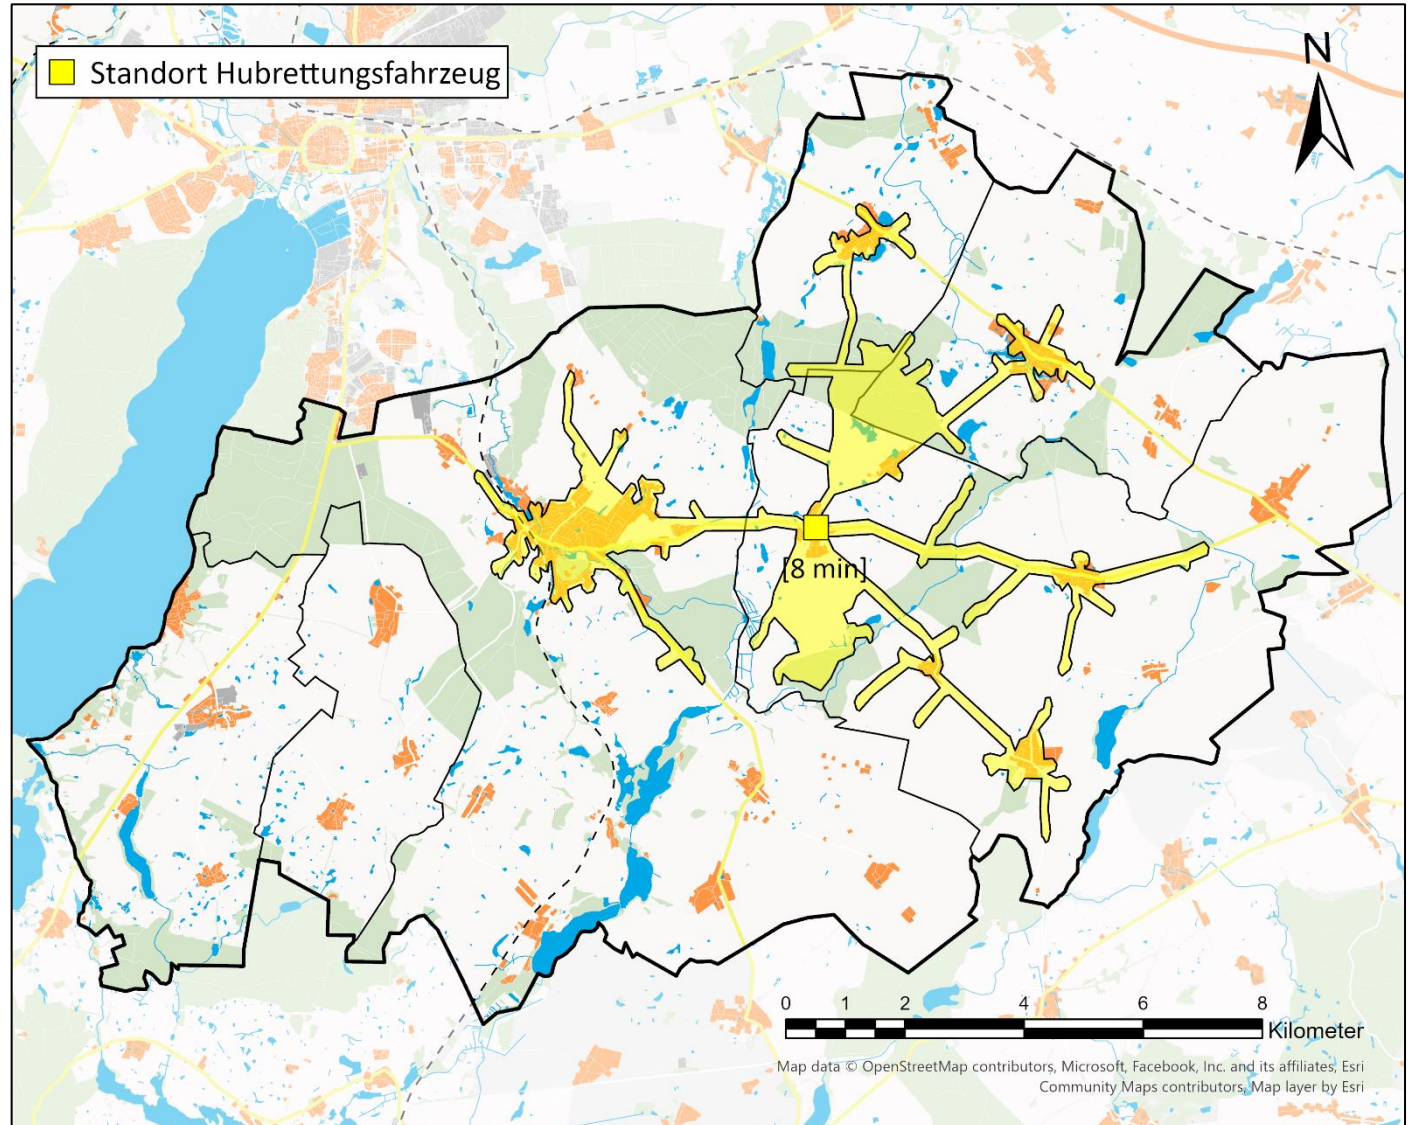 Standort Hubrettungsfahrzeug
N
[8 min]
0 1 2 4 6 8
Kilometer
Map data © OpenStreetMap contributors, Microsoft, Facebook, Inc. and its affiliates, Esri
Community Maps contributors, Map layer by Esri